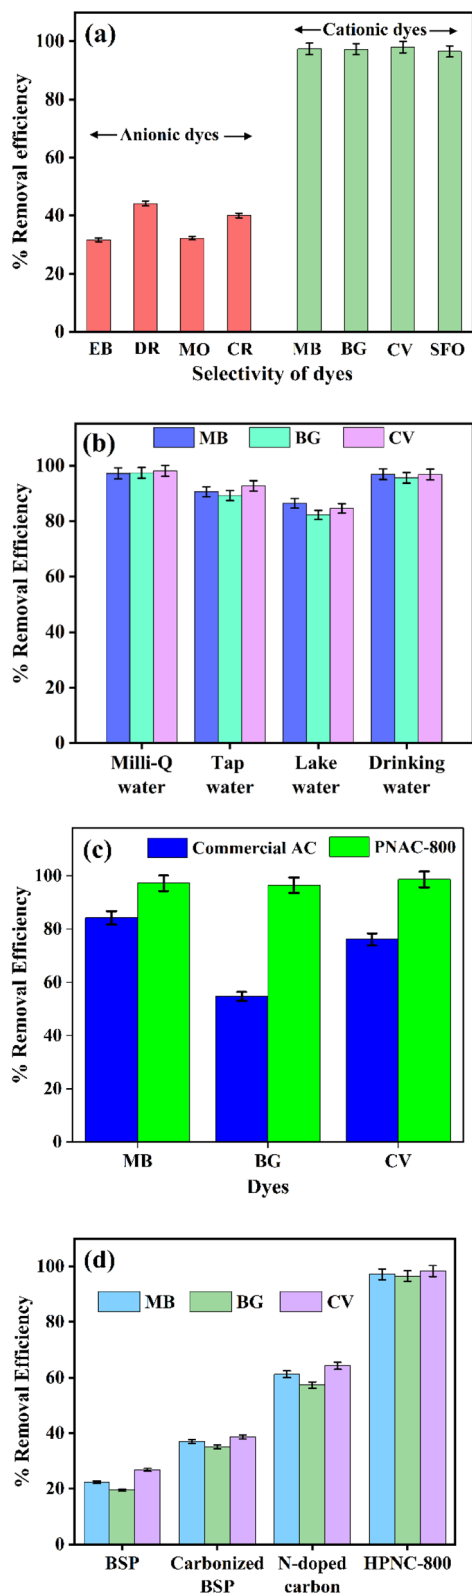 (a)
Cationic dyes
Anionic dyes
% Removal efficiency
100
80
60
40
20
0
EB DR MO CR MB BG CV SFO
Selectivity of dyes
(b)
MB BG CV
% Removal Efficiency
100
80
60
40
20
0
Milli-Q Tap Lake Drinking
water water water water
(c)
Commercial AC PNAC-800
% Removal Efficiency
100
80
60
40
20
0
MB BG CV
Dyes
(d)
MB BG CV
% Removal Efficiency
100
80
60
40
20
0
BSP Carbonized N-doped HPNC-800
BSP carbon